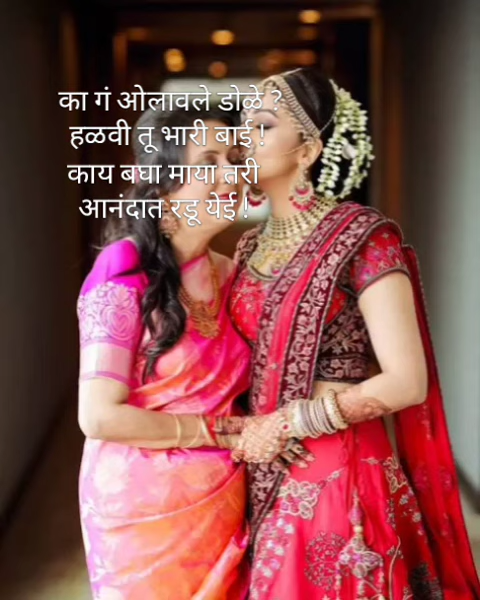 का गं ओलावले डोळे ?
हळवी तू भारी बाई !
काय बघा माया तरी
आनंदात रडू येई !